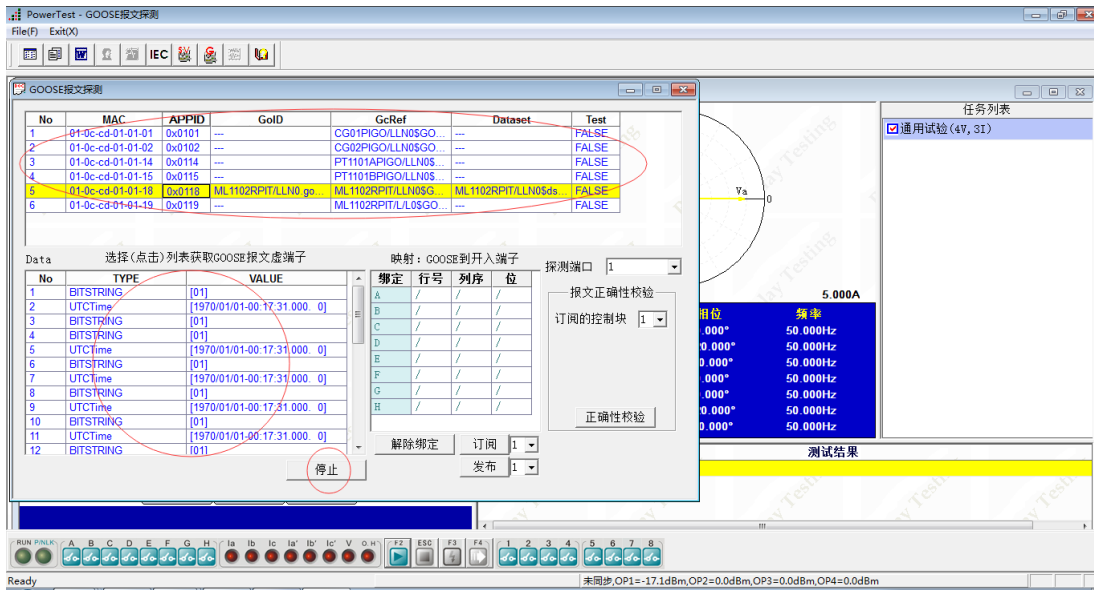 PowerTest - GOOSE报文探测
File(F) Exit(X)
IEC
GOOSE报文探测
No MAC APPID GoID GcRef Dataset Test
1 01-0c-cd-01-01-01 0x0101 --- CG01PIGO/LLN0$GO... --- FALSE
2 01-0c-cd-01-01-02 0x0102 --- CG02PIGO/LLN0$GO... --- FALSE
3 01-0c-cd-01-01-14 0x0114 --- PT1101APIGO/LLN0$... --- FALSE
4 01-0c-cd-01-01-15 0x0115 --- PT1101BPIGO/LLN0$... --- FALSE
5 01-0c-cd-01-01-18 0x0118 ML1102RPIT/LLN0.go... ML1102RPIT/LLN0$G... ML1102RPIT/LLN0$ds... FALSE
6 01-0c-cd-01-01-19 0x0119 --- ML1102RPIT/L/L0$GO... --- FALSE
Data 选择(点击)列表获取GOOSE报文虚端子
No TYPE VALUE
1 BITSTRING [01]
2 UTCTime [1970/01/01-00:17:31.000. 0]
3 BITSTRING [01]
4 BITSTRING [01]
5 UTCTime [1970/01/01-00:17:31.000. 0]
6 BITSTRING [01]
7 UTCTime [1970/01/01-00:17:31.000. 0]
8 BITSTRING [01]
9 UTCTime [1970/01/01-00:17:31.000. 0]
10 BITSTRING [01]
11 UTCTime [1970/01/01-00:17:31.000. 0]
12 BITSTRING [01]
停止
映射：GOOSE到开入端子
绑定 行号 列序 位
A / / /
B / / /
C / / /
D / / /
E / / /
F / / /
G / / /
H / / /
解除绑定 订阅 1
发布 1
探测端口 1
报文正确性校验
订阅的控制块 1
正确性校验
Va
0
5.000A
相位 频率
.000° 50.000Hz
0.000° 50.000Hz
0.000° 50.000Hz
.000° 50.000Hz
.000° 50.000Hz
0.000° 50.000Hz
0.000° 50.000Hz
任务列表
通用试验(4V,3I)
测试结果
RUN P/NLK A B C D E F G H Ia Ib Ic Ia' Ib' Ic' V O.H F2 ESC F3 F4 1 2 3 4 5 6 7 8
Ready
未同步,OP1=-17.1dBm,OP2=0.0dBm,OP3=0.0dBm,OP4=0.0dBm